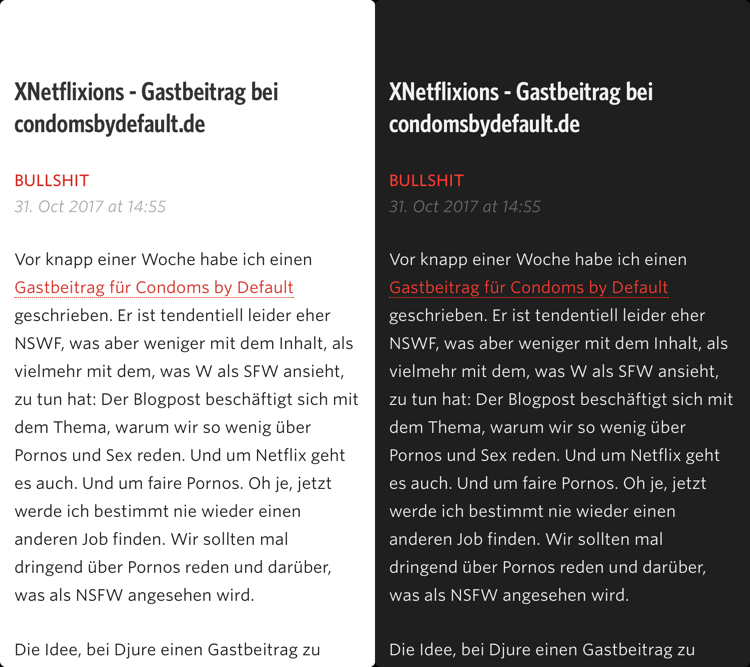 XNetflixions - Gastbeitrag bei
condomsbydefault.de
BULLSHIT
31. Oct 2017 at 14:55
Vor knapp einer Woche habe ich einen
Gastbeitrag für Condoms by Default
geschrieben. Er ist tendentiell leider eher
NSWF, was aber weniger mit dem Inhalt, als
vielmehr mit dem, was W als SFW ansieht,
zu tun hat: Der Blogpost beschäftigt sich mit
dem Thema, warum wir so wenig über
Pornos und Sex reden. Und um Netflix geht
es auch. Und um faire Pornos. Oh je, jetzt
werde ich bestimmt nie wieder einen
anderen Job finden. Wir sollten mal
dringend über Pornos reden und darüber,
was als NSFW angesehen wird.
Die Idee, bei Djure einen Gastbeitrag zu
XNetflixions - Gastbeitrag bei
condomsbydefault.de
BULLSHIT
31. Oct 2017 at 14:55
Vor knapp einer Woche habe ich einen
Gastbeitrag für Condoms by Default
geschrieben. Er ist tendentiell leider eher
NSWF, was aber weniger mit dem Inhalt, als
vielmehr mit dem, was W als SFW ansieht,
zu tun hat: Der Blogpost beschäftigt sich mit
dem Thema, warum wir so wenig über
Pornos und Sex reden. Und um Netflix geht
es auch. Und um faire Pornos. Oh je, jetzt
werde ich bestimmt nie wieder einen
anderen Job finden. Wir sollten mal
dringend über Pornos reden und darüber,
was als NSFW angesehen wird.
Die Idee, bei Djure einen Gastbeitrag zu